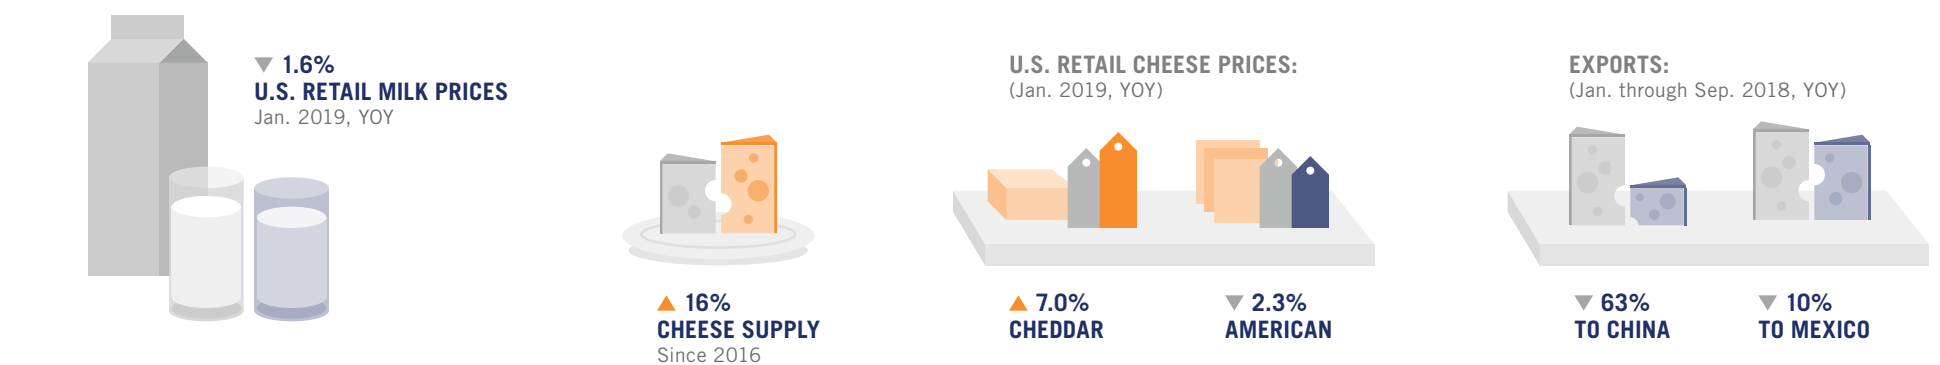 ▼ 1.6%
U.S. RETAIL MILK PRICES
Jan. 2019, YOY
▲ 16%
CHEESE SUPPLY
Since 2016
U.S. RETAIL CHEESE PRICES:
(Jan. 2019, YOY)
▲ 7.0%
CHEDDAR
▼ 2.3%
AMERICAN
EXPORTS:
(Jan. through Sep. 2018, YOY)
▼ 63%
TO CHINA
▼ 10%
TO MEXICO